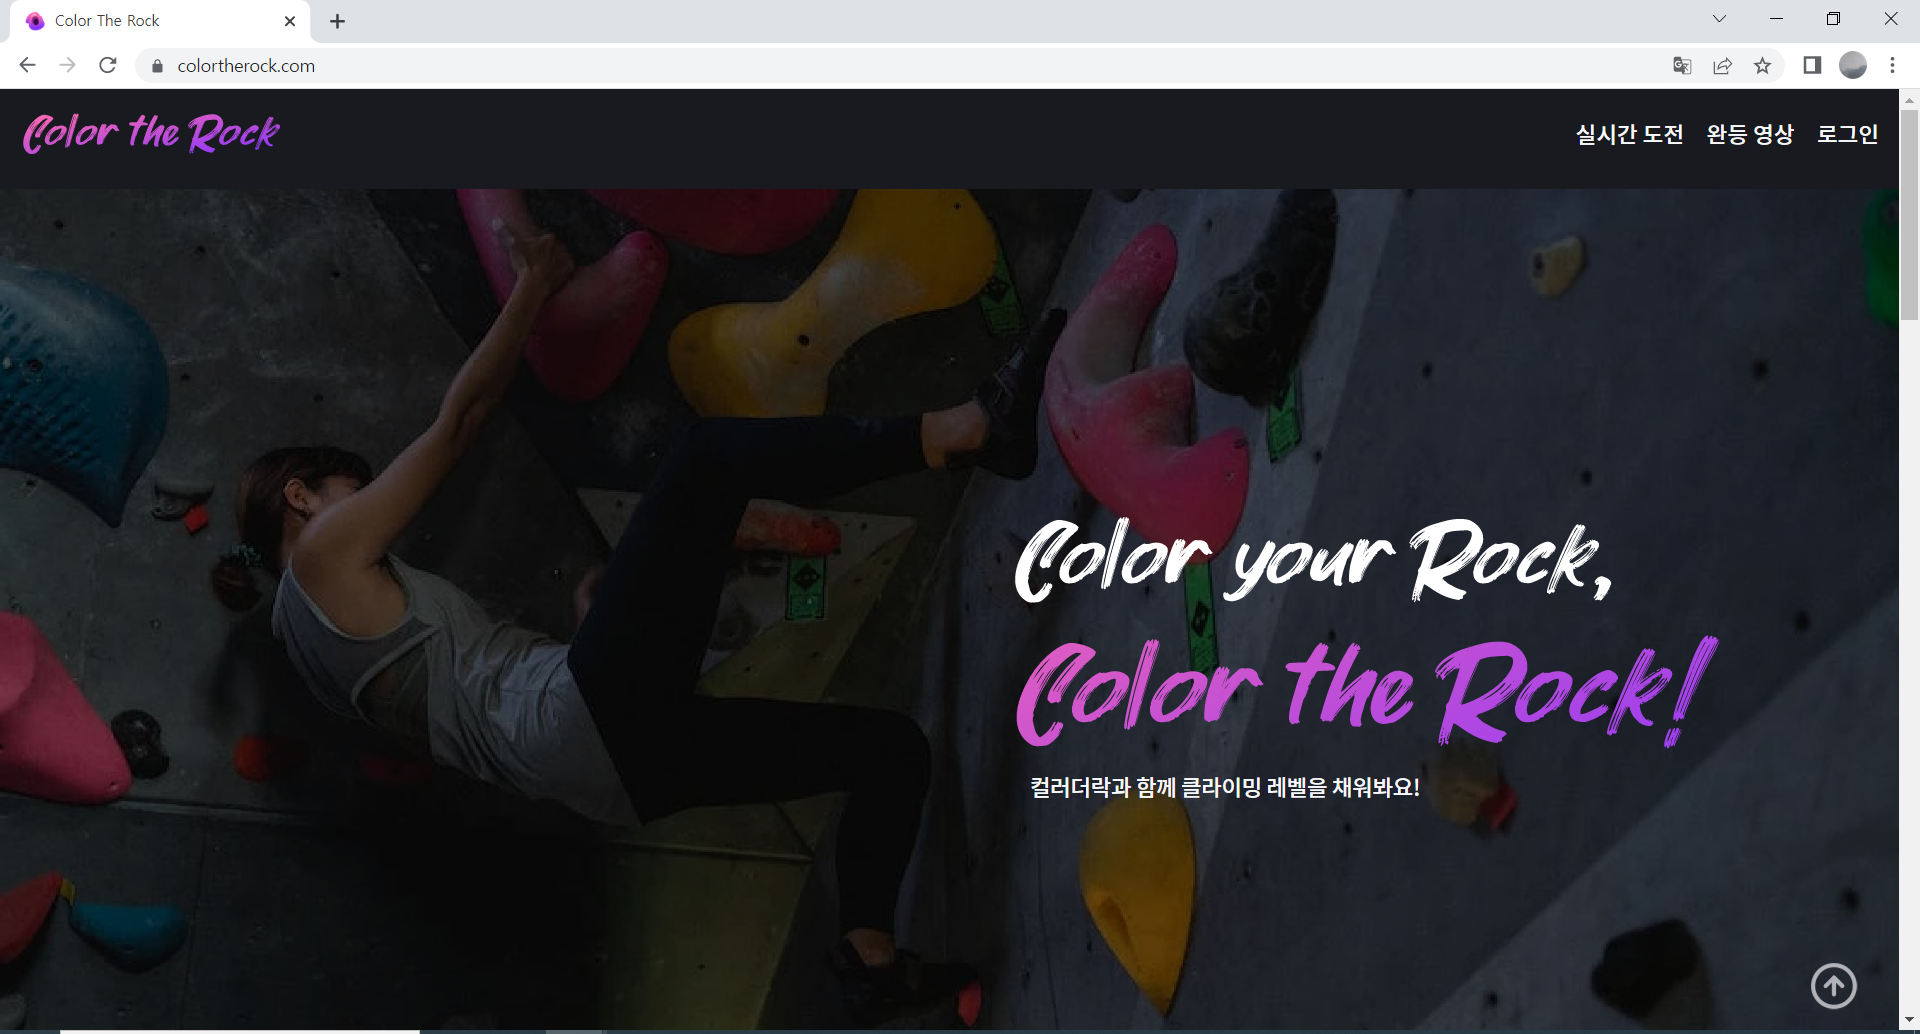 Color The Rock
colortherock.com
Color the Rock
실시간 도전 완등 영상 로그인
Color your Rock,
Color the Rock!
컬러더락과 함께 클라이밍 레벨을 채워봐요!